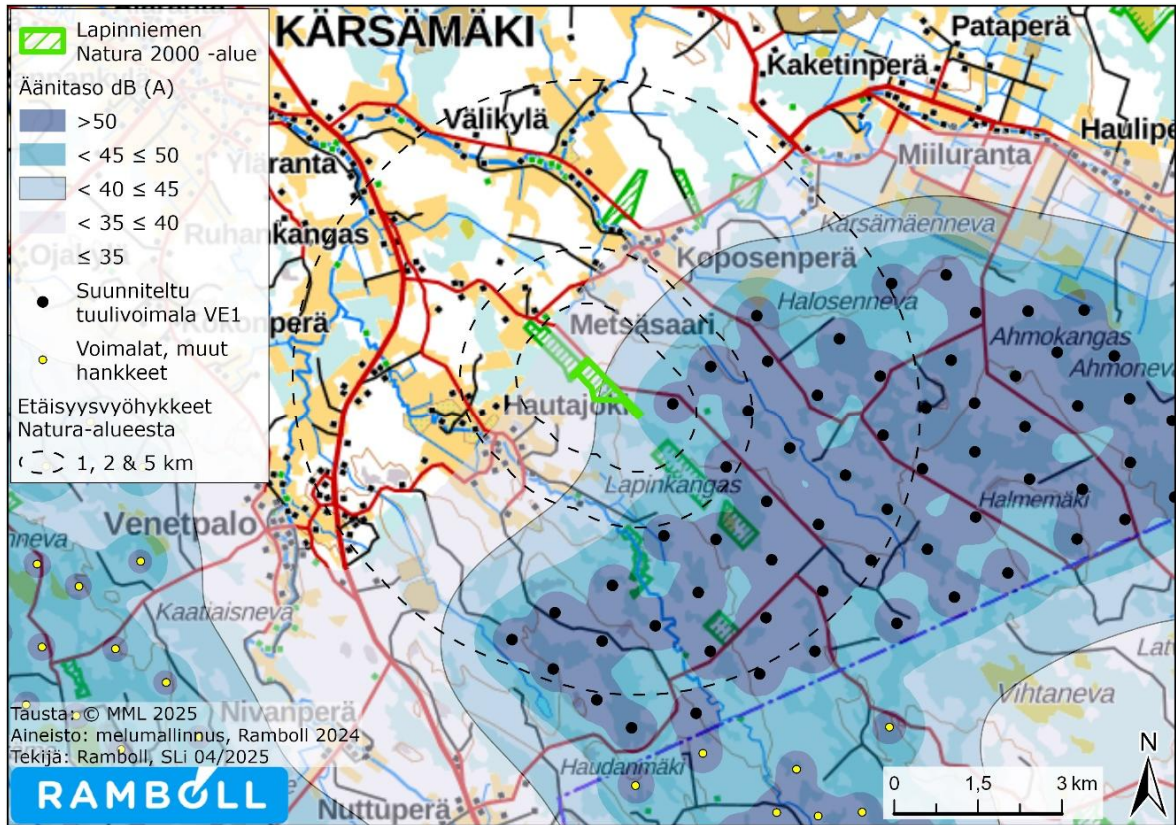 Lapinniemen
Natura 2000 -alue
Äänitaso dB (A)
>50
< 45 ≤ 50
< 40 ≤ 45
< 35 ≤ 40
≤ 35
Suunniteltu
tuulivoimala VE1
Voimalat, muut
hankkeet
Etäisyysvyöhykkeet
Natura-alueesta
1, 2 & 5 km
KÄRSÄMÄKI
Pataperä
Kaketinperä
Välikylä
Miiluranta
Yläranta
Kärsämäenneva
Ojakylä
Ruhankangas
Koposenperä
Halosenneva
Metsäsaari
Ahmokangas
Hautajoki
Lapinkangas
Halmemäki
Venetpalo
Kaatiaisneva
Vihtaneva
Nivanperä
Haudanmäki
Nuttuperä
Tausta: © MML 2025
Aineisto: melumallinnus, Ramboll 2024
Tekijä: Ramboll, SLi 04/2025
RAMBOLL
0 1,5 3 km
N